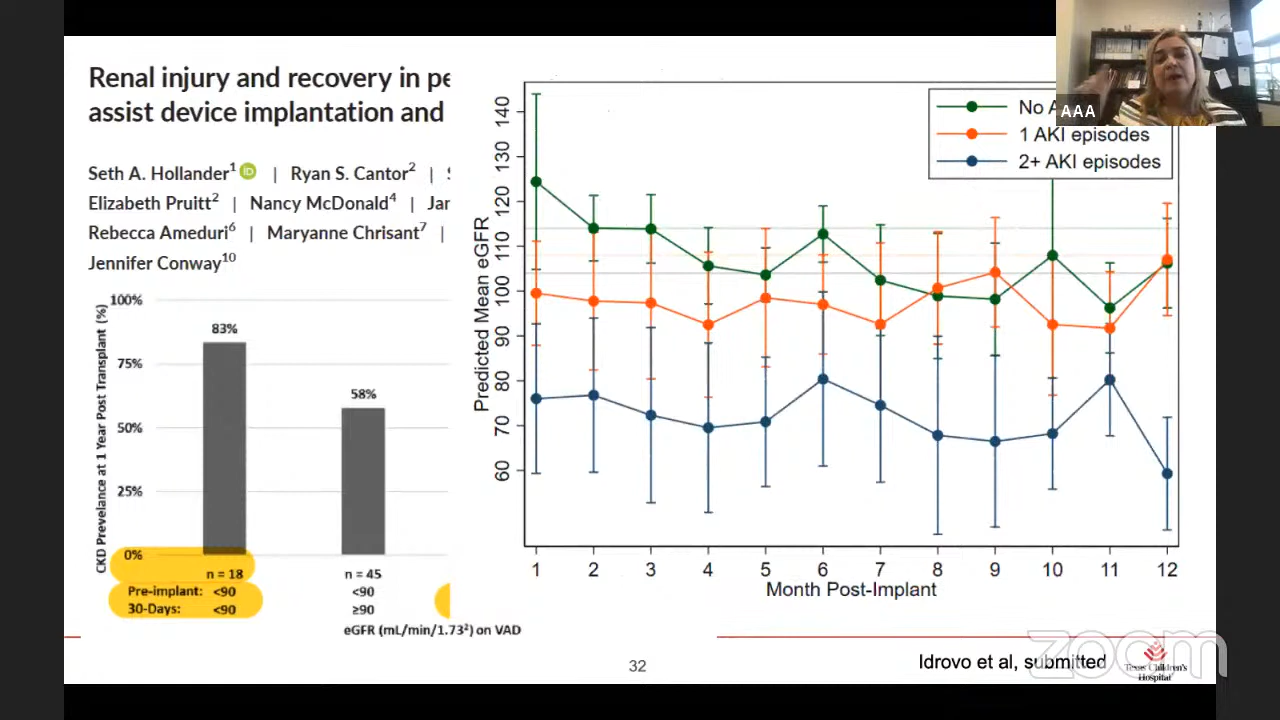 Renal injury and recovery in pe
assist device implantation and
Seth A. Hollander1 iD | Ryan S. Cantor2 |
Elizabeth Pruitt2 | Nancy McDonald4 | Jar
Rebecca Ameduri6 | Maryanne Chrisant7 |
Jennifer Conway10
CKD Prevelance at 1 Year Post Transplant (%)
100%
75%
50%
25%
0%
83%
58%
n = 18
n = 45
Pre-implant: <90 <90
30-Days: <90 ≥90
eGFR (mL/min/1.73²) on VAD
Predicted Mean eGFR
140
130
120
110
100
90
80
70
60
No A
1 AKI episodes
2+ AKI episodes
1 2 3 4 5 6 7 8 9 10 11 12
Month Post-Implant
AAA
32
Idrovo et al, submitted
zoom
Texas Children's
Hospital